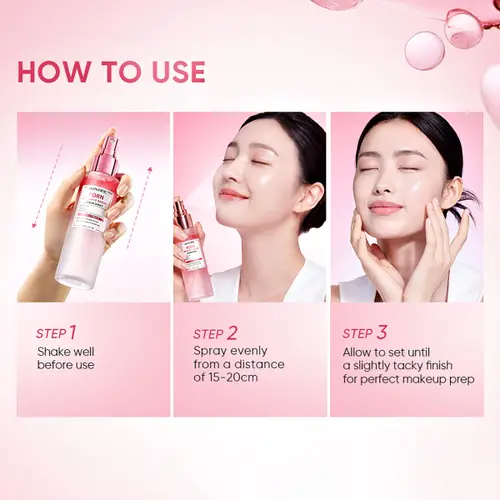 HOW TO USE
PDRN
STEP 1
Shake well
before use
STEP 2
Spray evenly
from a distance
of 15-20cm
STEP 3
Allow to set until
a slightly tacky finish
for perfect makeup prep